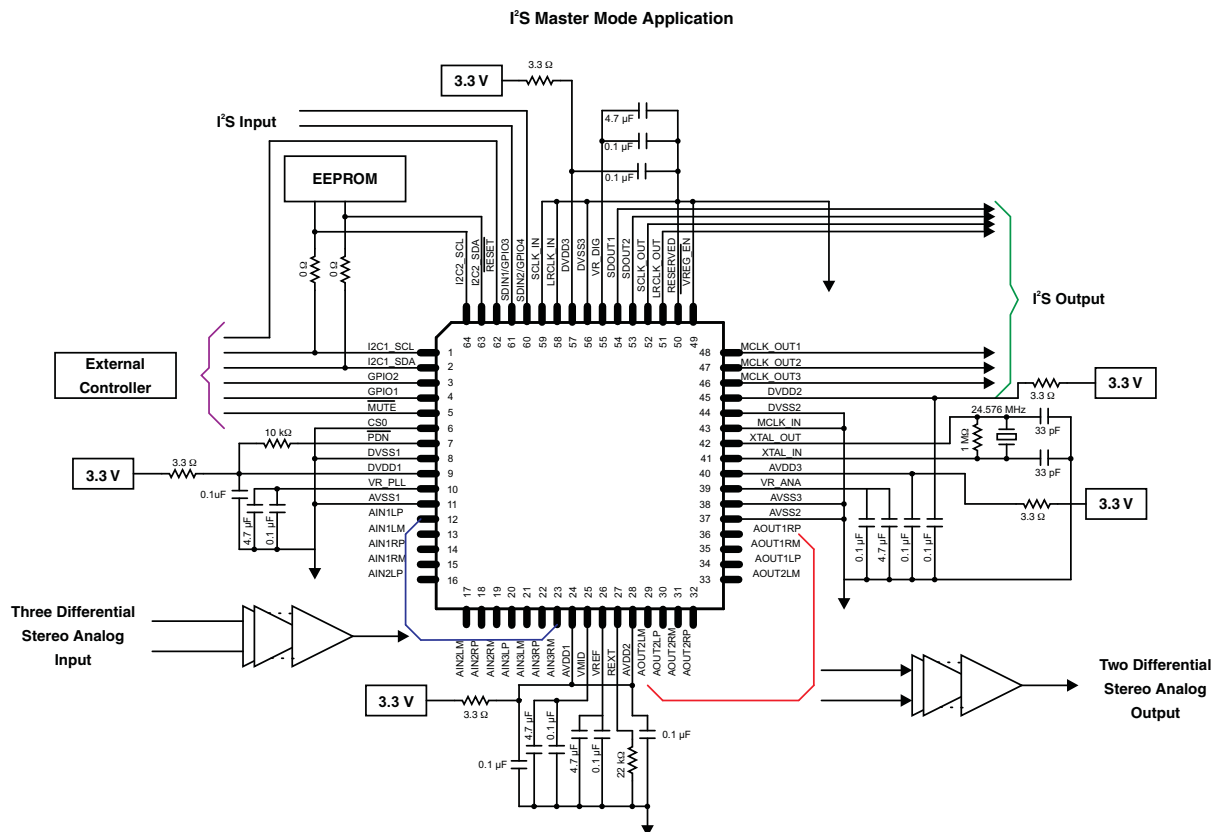 I²S Master Mode Application
3.3 Ω
3.3 V
4.7 µF
I²S Input
0.1 µF
0.1 µF
EEPROM
I2C2_SCL
I2C2_SDA
RESET
SDIN1/GPIO3
SDIN2/GPIO4
SCLK_IN
LRCLK_IN
DVDD3
DVSS3
VR_DIG
SDOUT1
SDOUT2
SCLK_OUT
LRCLK_OUT
RESERVED
VREG_EN
0 Ω
0 Ω
I²S Output
64
63
62
61
60
59
58
57
56
55
54
53
52
51
50
49
External
Controller
I2C1_SCL
I2C1_SDA
GPIO2
GPIO1
MUTE
CS0
PDN
DVSS1
DVDD1
VR_PLL
AVSS1
AIN1LP
AIN1LM
AIN1RP
AIN1RM
AIN2LP
1
2
3
4
5
6
7
8
9
10
11
12
13
14
15
16
10 kΩ
3.3 V
3.3 Ω
0.1uF
4.7 µF
0.1 µF
48
47
46
45
44
43
42
41
40
39
38
37
36
35
34
33
MCLK_OUT1
MCLK_OUT2
MCLK_OUT3
DVDD2
DVSS2
MCLK_IN
XTAL_OUT
XTAL_IN
AVDD3
VR_ANA
AVSS3
AVSS2
AOUT1RP
AOUT1RM
AOUT1LP
AOUT2LM
3.3 V
3.3 Ω
24.576 MHz
1 MΩ
33 pF
33 pF
3.3 V
3.3 Ω
0.1 µF
4.7 µF
0.1 µF
0.1 µF
17
18
19
20
21
22
23
24
25
26
27
28
29
30
31
32
AIN2LM
AIN2RP
AIN2RM
AIN3LP
AIN3LM
AIN3RP
AIN3RM
AVDD1
VMID
VREF
REXT
AVDD2
AOUT2LM
AOUT2LP
AOUT2RM
AOUT2RP
Three Differential
Stereo Analog
Input
3.3 V
3.3 Ω
0.1 µF
4.7 µF
0.1 µF
4.7 µF
0.1 µF
22 kΩ
0.1 µF
Two Differential
Stereo Analog
Output